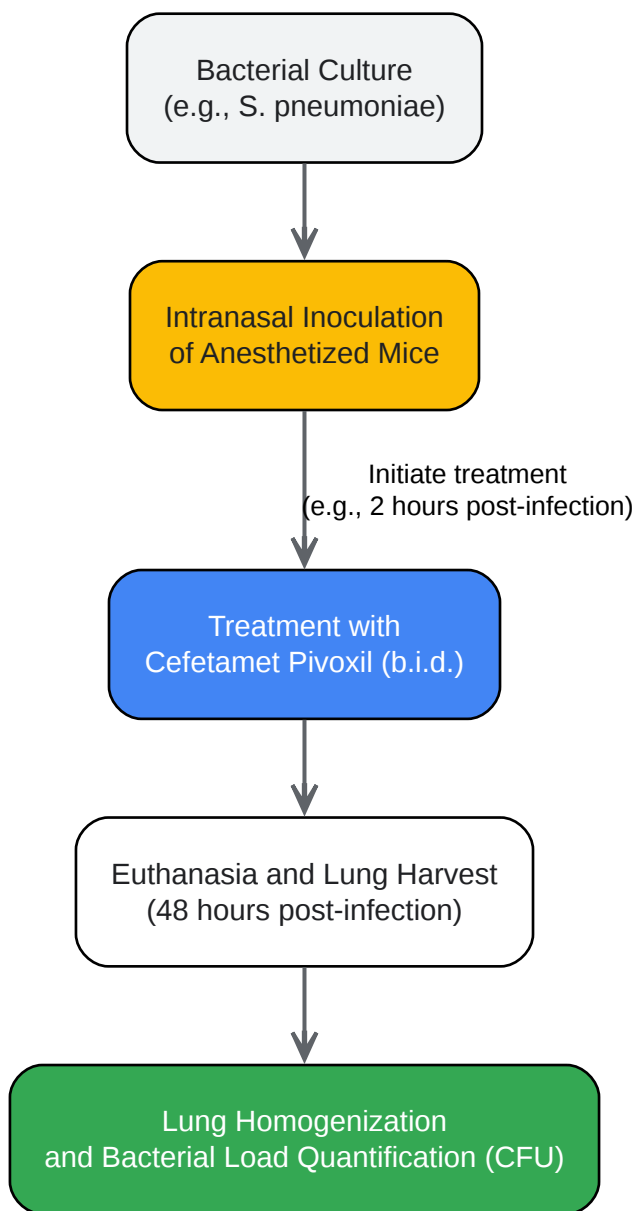 Bacterial Culture
(e.g., S. pneumoniae)
Intranasal Inoculation
of Anesthetized Mice
Initiate treatment
(e.g., 2 hours post-infection)
Treatment with
Cefetamet Pivoxil (b.i.d.)
Euthanasia and Lung Harvest
(48 hours post-infection)
Lung Homogenization
and Bacterial Load Quantification (CFU)